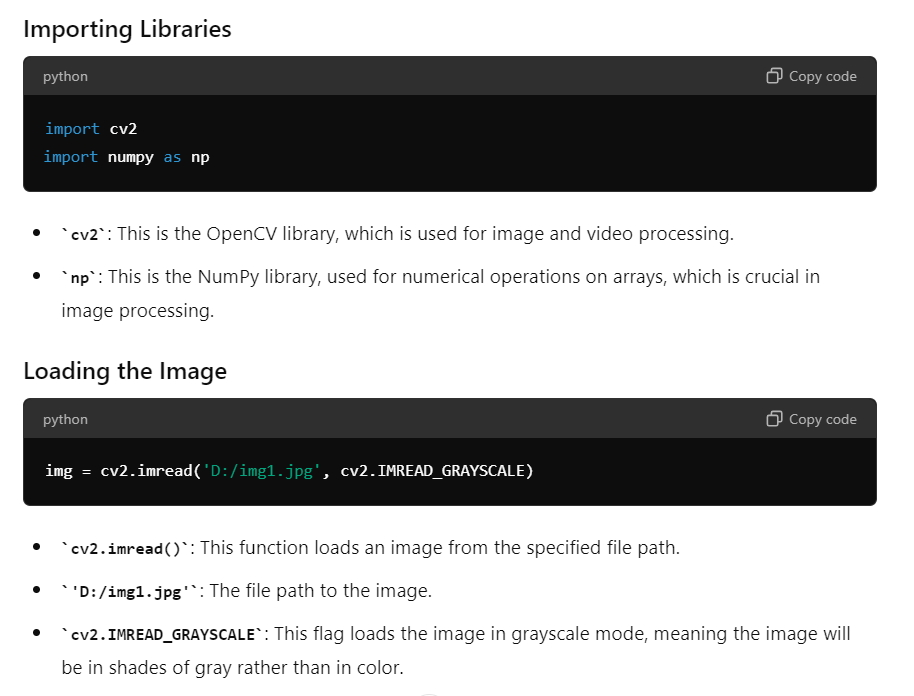 Importing Libraries
python
Copy code
import cv2
import numpy as np
• `cv2`: This is the OpenCV library, which is used for image and video processing.
• `np`: This is the NumPy library, used for numerical operations on arrays, which is crucial in
image processing.
Loading the Image
python
Copy code
img = cv2.imread('D:/img1.jpg', cv2.IMREAD_GRAYSCALE)
• `cv2.imread()`: This function loads an image from the specified file path.
• `'D:/img1.jpg'`: The file path to the image.
• `cv2.IMREAD_GRAYSCALE`: This flag loads the image in grayscale mode, meaning the image will
be in shades of gray rather than in color.